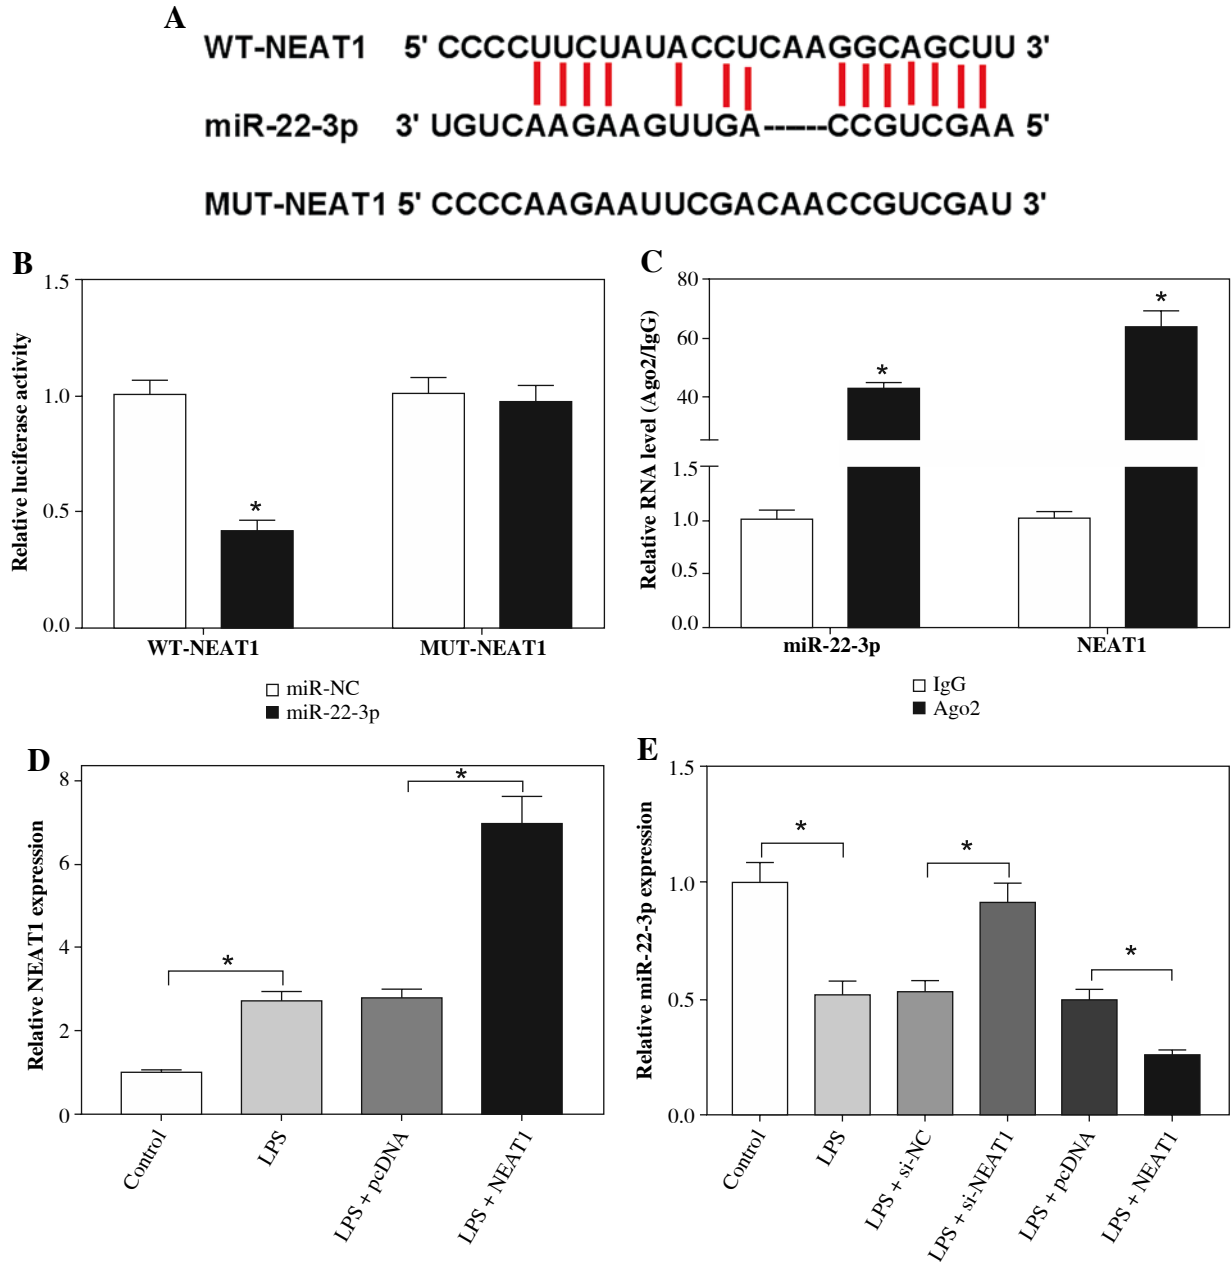 A
WT-NEAT1 5' CCCCUUCUAUACCUCAAGGCAGCUU 3'
miR-22-3p 3' UGUCAAGAAGUUGA------CCGUCGAA 5'
MUT-NEAT1 5' CCCCAAGAAUUCGACAACCGUCGAU 3'
B
Relative luciferase activity
1.5
1.0
0.5
0.0
*
WT-NEAT1 MUT-NEAT1
miR-NC
miR-22-3p
C
Relative RNA level (Ago2/IgG)
80
60
40
1.5
1.0
0.5
0.0
* *
miR-22-3p NEAT1
IgG
Ago2
D
Relative NEAT1 expression
8
6
4
2
0
* *
Control
LPS
LPS + pcDNA
LPS + NEAT1
E
Relative miR-22-3p expression
1.5
1.0
0.5
0.0
* * *
Control
LPS
LPS + si-NC
LPS + si-NEAT1
LPS + pcDNA
LPS + NEAT1